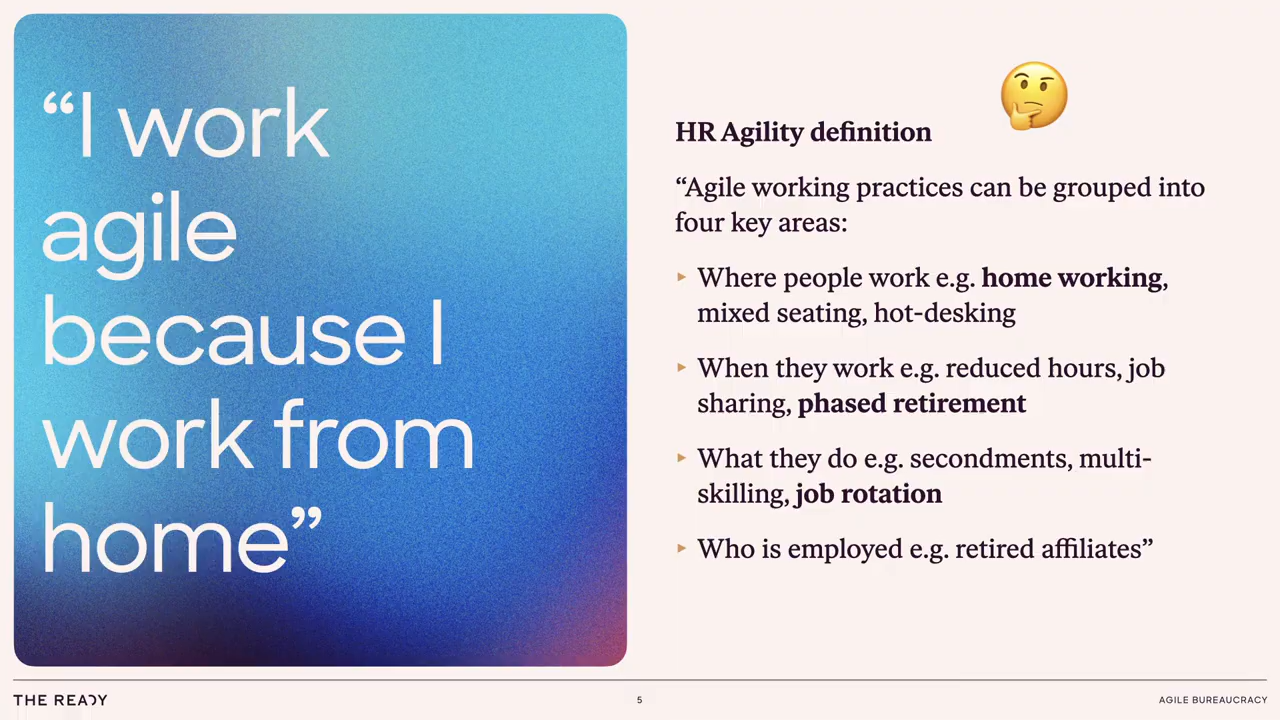 “I work
agile
because I
work from
home”
HR Agility definition
“Agile working practices can be grouped into
four key areas:
▸ Where people work e.g. home working,
mixed seating, hot-desking
▸ When they work e.g. reduced hours, job
sharing, phased retirement
▸ What they do e.g. secondments, multi-
skilling, job rotation
▸ Who is employed e.g. retired affiliates”
THE READY
5
AGILE BUREAUCRACY